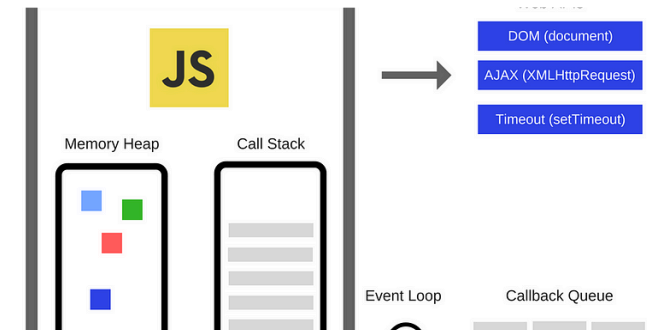 JS
DOM (document)
AJAX (XMLHttpRequest)
Timeout (setTimeout)
Memory Heap
Call Stack
Event Loop
Callback Queue